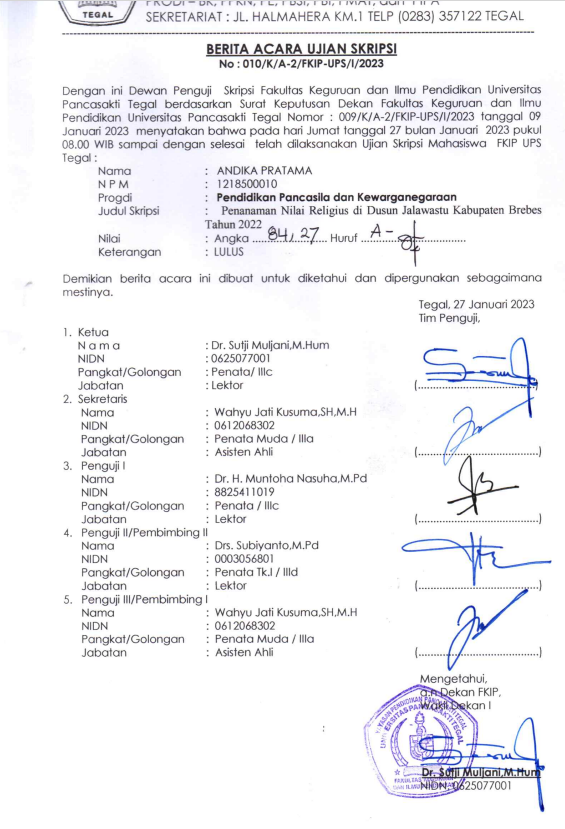 TEGAL
PRODI – BK, PPKN, PE, PBSI, PBI, PMAT, dan PIPA
SEKRETARIAT : JL. HALMAHERA KM.1 TELP (0283) 357122 TEGAL
BERITA ACARA UJIAN SKRIPSI
No : 010/K/A-2/FKIP-UPS/I/2023
Dengan ini Dewan Penguji Skripsi Fakultas Keguruan dan Ilmu Pendidikan Universitas
Pancasakti Tegal berdasarkan Surat Keputusan Dekan Fakultas Keguruan dan Ilmu
Pendidikan Universitas Pancasakti Tegal Nomor : 009/K/A-2/FKIP-UPS/I/2023 tanggal 09
Januari 2023 menyatakan bahwa pada hari Jumat tanggal 27 bulan Januari 2023 pukul
08.00 WIB sampai dengan selesai telah dilaksanakan Ujian Skripsi Mahasiswa FKIP UPS
Tegal :
Nama : ANDIKA PRATAMA
N P M : 1218500010
Progdi : Pendidikan Pancasila dan Kewarganegaraan
Judul Skripsi : Penanaman Nilai Religius di Dusun Jalawastu Kabupaten Brebes
Tahun 2022
Nilai : Angka ....84,27.... Huruf ...A-...............
Keterangan : LULUS
Demikian berita acara ini dibuat untuk diketahui dan dipergunakan sebagaimana
mestinya.
Tegal, 27 Januari 2023
Tim Penguji,
1. Ketua
N a m a : Dr. Sutji Muljani,M.Hum
NIDN : 0625077001
Pangkat/Golongan : Penata/ IIIc
Jabatan : Lektor (..............................)
2. Sekretaris
Nama : Wahyu Jati Kusuma,SH,M.H
NIDN : 0612068302
Pangkat/Golongan : Penata Muda / IIIa
Jabatan : Asisten Ahli (..............................)
3. Penguji I
Nama : Dr. H. Muntoha Nasuha,M.Pd
NIDN : 8825411019
Pangkat/Golongan : Penata / IIIc
Jabatan : Lektor (..............................)
4. Penguji II/Pembimbing II
Nama : Drs. Subiyanto,M.Pd
NIDN : 0003056801
Pangkat/Golongan : Penata Tk.I / IIId
Jabatan : Lektor (..............................)
5. Penguji III/Pembimbing I
Nama : Wahyu Jati Kusuma,SH,M.H
NIDN : 0612068302
Pangkat/Golongan : Penata Muda / IIIa
Jabatan : Asisten Ahli (..............................)
Mengetahui,
a.n Dekan FKIP,
Wakil Dekan I
Dr. Sutji Muljani,M.Hum
NIDN. 0625077001